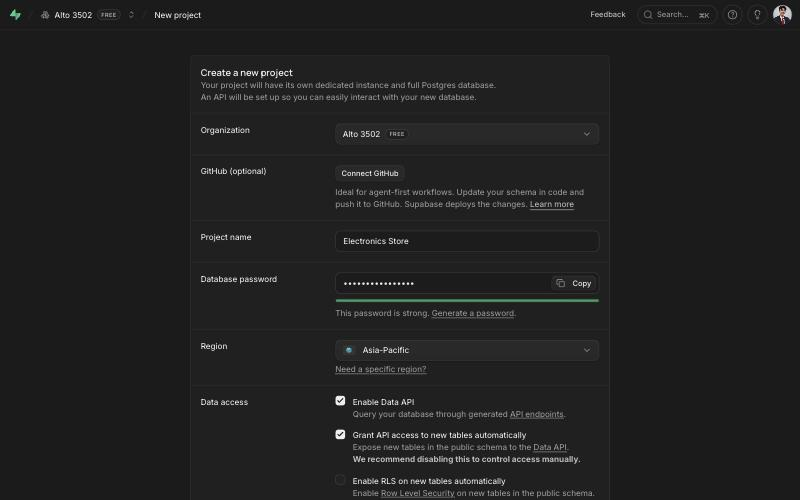 Alto 3502 FREE New project Feedback Search... ⌘K
Create a new project
Your project will have its own dedicated instance and full Postgres database.
An API will be set up so you can easily interact with your new database.
Organization
Alto 3502 FREE
GitHub (optional)
Connect GitHub
Ideal for agent-first workflows. Update your schema in code and
push it to GitHub. Supabase deploys the changes. Learn more
Project name
Electronics Store
Database password
•••••••••••••••• Copy
This password is strong. Generate a password.
Region
Asia-Pacific
Need a specific region?
Data access
Enable Data API
Query your database through generated API endpoints.
Grant API access to new tables automatically
Expose new tables in the public schema to the Data API.
We recommend disabling this to control access manually.
Enable RLS on new tables automatically
Enable Row Level Security on new tables in the public schema.